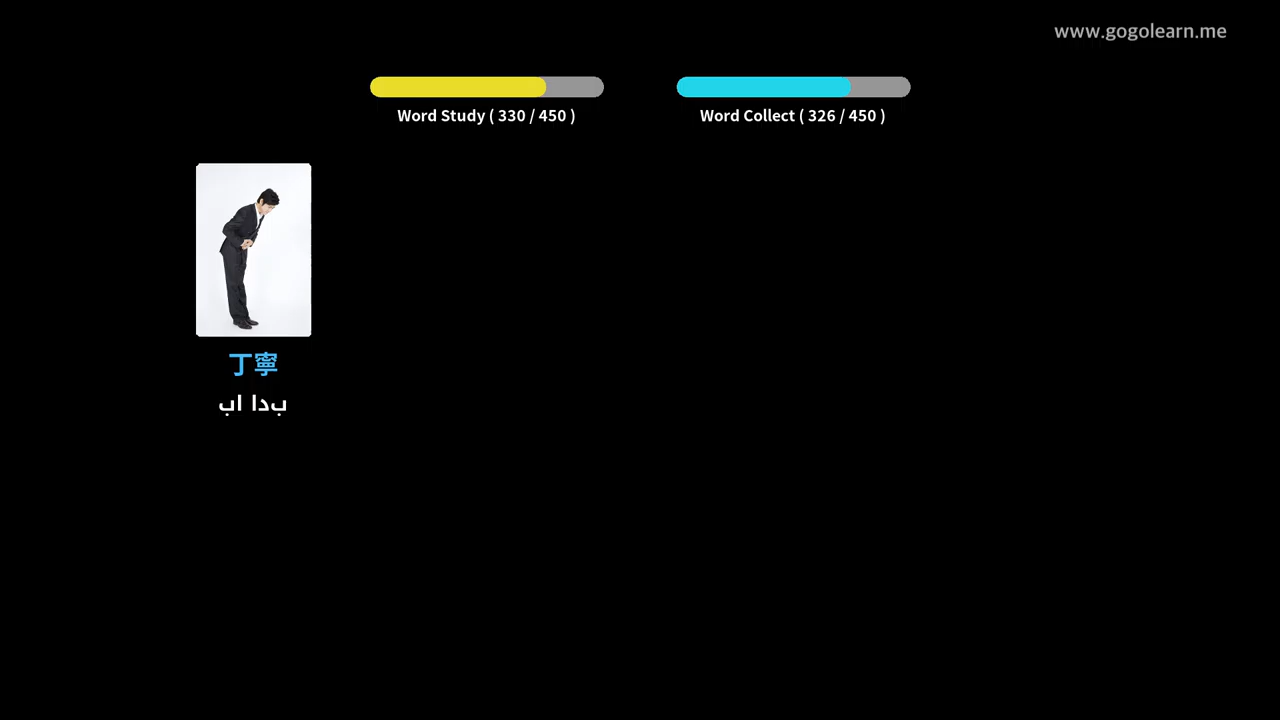 www.gogolearn.me
Word Study ( 330 / 450 )
Word Collect ( 326 / 450 )
丁寧
بدا اب